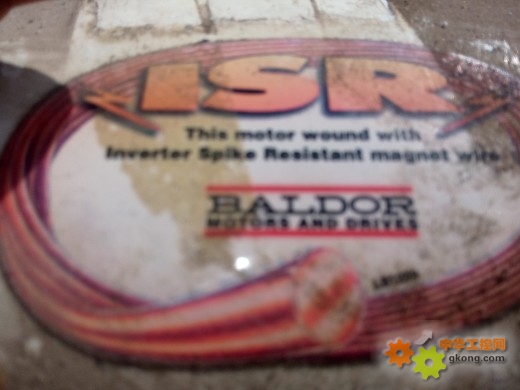 ISR
This motor wound with
Inverter Spike Resistant magnet wire
BALDOR
MOTORS AND DRIVES
中华工控网
gkong.com